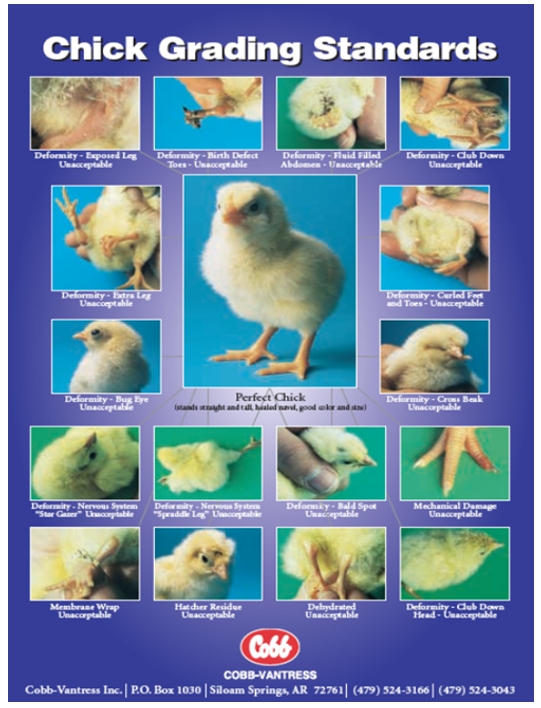 Chick Grading Standards
Deformity - Exposed Leg
Unacceptable
Deformity - Birth Defect
Toes - Unacceptable
Deformity - Fluid Filled
Abdomen - Unacceptable
Deformity - Club Down
Unacceptable
Deformity - Extra Leg
Unacceptable
Deformity - Curled Feet
and Toes - Unacceptable
Deformity - Bug Eye
Unacceptable
Perfect Chick
(stands straight and tall, healed navel, good color and size)
Deformity - Cross Beak
Unacceptable
Deformity - Nervous System
"Star Gazer" Unacceptable
Deformity - Nervous System
"Spraddle Leg" Unacceptable
Deformity - Bald Spot
Unacceptable
Mechanical Damage
Unacceptable
Membrane Wrap
Unacceptable
Hatcher Residue
Unacceptable
Dehydrated
Unacceptable
Deformity - Club Down
Head - Unacceptable
Cobb
COBB-VANTRESS
Cobb-Vantress Inc. | P.O. Box 1030 | Siloam Springs, AR 72761 | (479) 524-3166 | (479) 524-3043